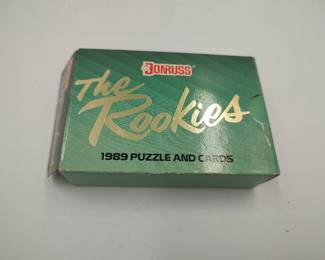 DONRUSS
The
Rookies
1989 PUZZLE AND CARDS